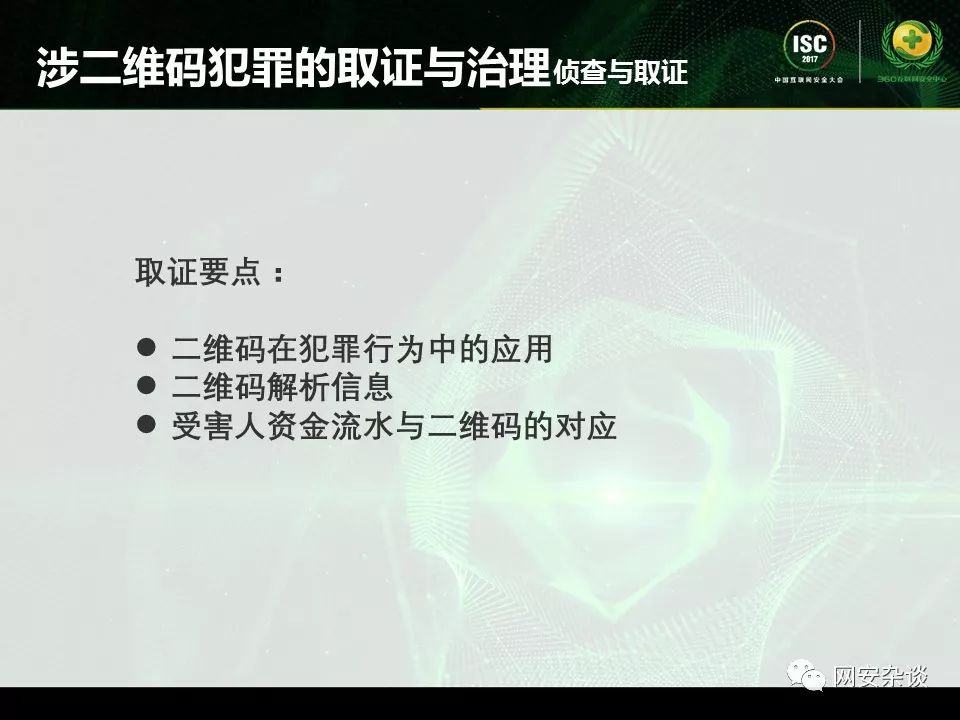 涉二维码犯罪的取证与治理侦查与取证
ISC
2017
中国互联网安全大会
360互联网安全中心
取证要点：
● 二维码在犯罪行为中的应用
● 二维码解析信息
● 受害人资金流水与二维码的对应
网安杂谈